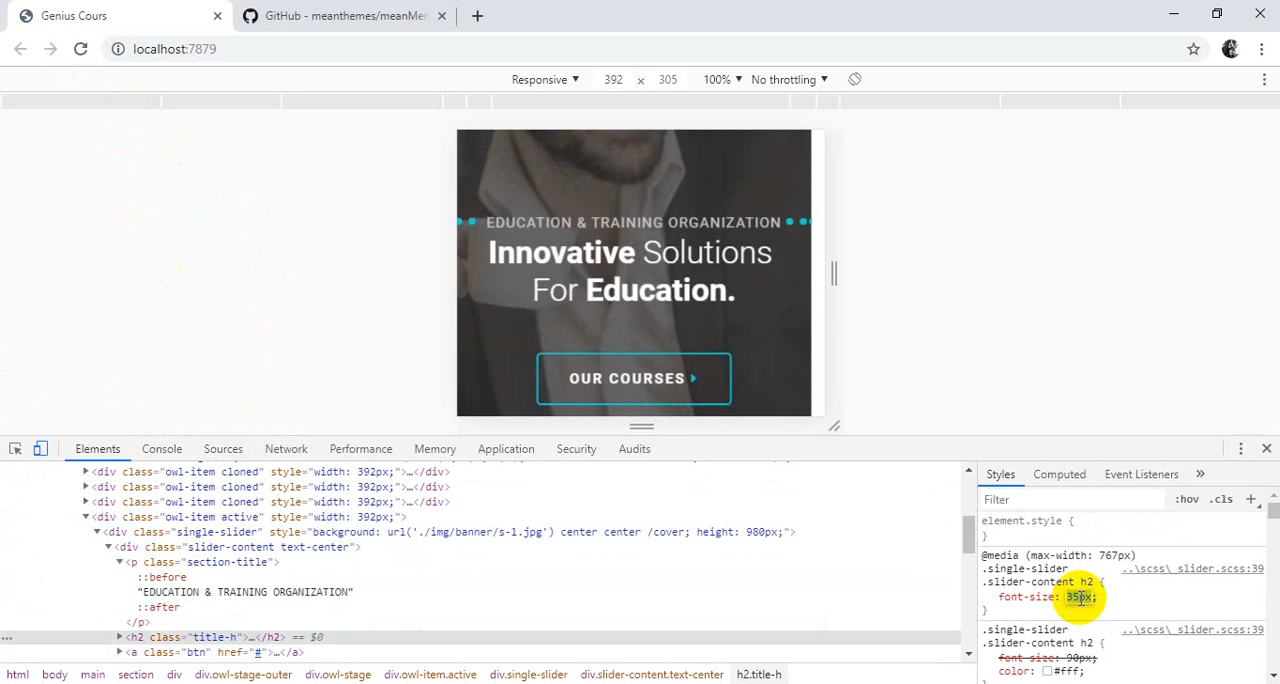 Genius Cours
GitHub - meanthemes/meanMer
localhost:7879
Responsive 392 × 305 100% No throttling
EDUCATION & TRAINING ORGANIZATION
Innovative Solutions
For Education.
OUR COURSES
Elements Console Sources Network Performance Memory Application Security Audits
<div class="owl-item cloned" style="width: 392px;">…</div>
<div class="owl-item cloned" style="width: 392px;">…</div>
<div class="owl-item cloned" style="width: 392px;">…</div>
<div class="owl-item active" style="width: 392px;">
<div class="single-slider" style="background: url('./img/banner/s-1.jpg') center center /cover; height: 980px;">
<div class="slider-content text-center">
<p class="section-title">
::before
"EDUCATION & TRAINING ORGANIZATION"
::after
</p>
… <h2 class="title-h">…</h2> == $0
<a class="btn" href="#">…</a>
html body main section div div.owl-stage-outer div.owl-stage div.owl-item.active div.single-slider div.slider-content.text-center h2.title-h
Styles Computed Event Listeners »
Filter :hov .cls +
element.style {
}
@media (max-width: 767px)
.single-slider ..\scss\_slider.scss:39
.slider-content h2 {
font-size: 35px;
}
.single-slider ..\scss\_slider.scss:39
.slider-content h2 {
font-size: 90px;
color: #fff;